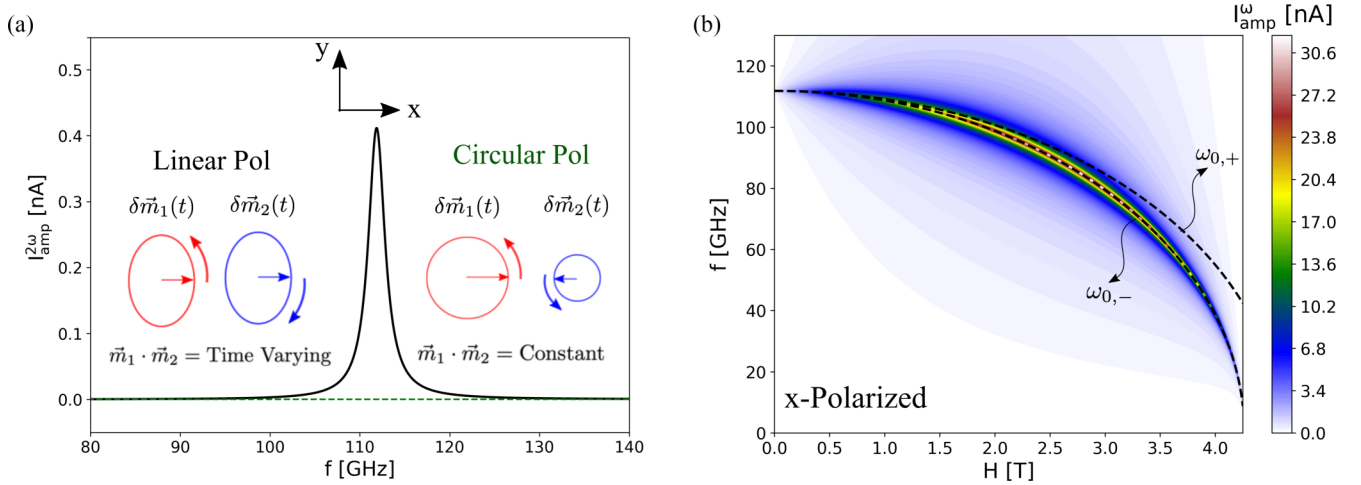 (a)
I^{2ω}_{amp} [nA]
0.5
0.4
0.3
0.2
0.1
0.0
y
x
Linear Pol
Circular Pol
δm⃗₁(t) δm⃗₂(t)
δm⃗₁(t) δm⃗₂(t)
m⃗₁ · m⃗₂ = Time Varying
m⃗₁ · m⃗₂ = Constant
80 90 100 110 120 130 140
f [GHz]
(b)
f [GHz]
120
100
80
60
40
20
0
ω₀,₊
ω₀,₋
x-Polarized
0.0 0.5 1.0 1.5 2.0 2.5 3.0 3.5 4.0
H [T]
I^{ω}_{amp} [nA]
30.6
27.2
23.8
20.4
17.0
13.6
10.2
6.8
3.4
0.0